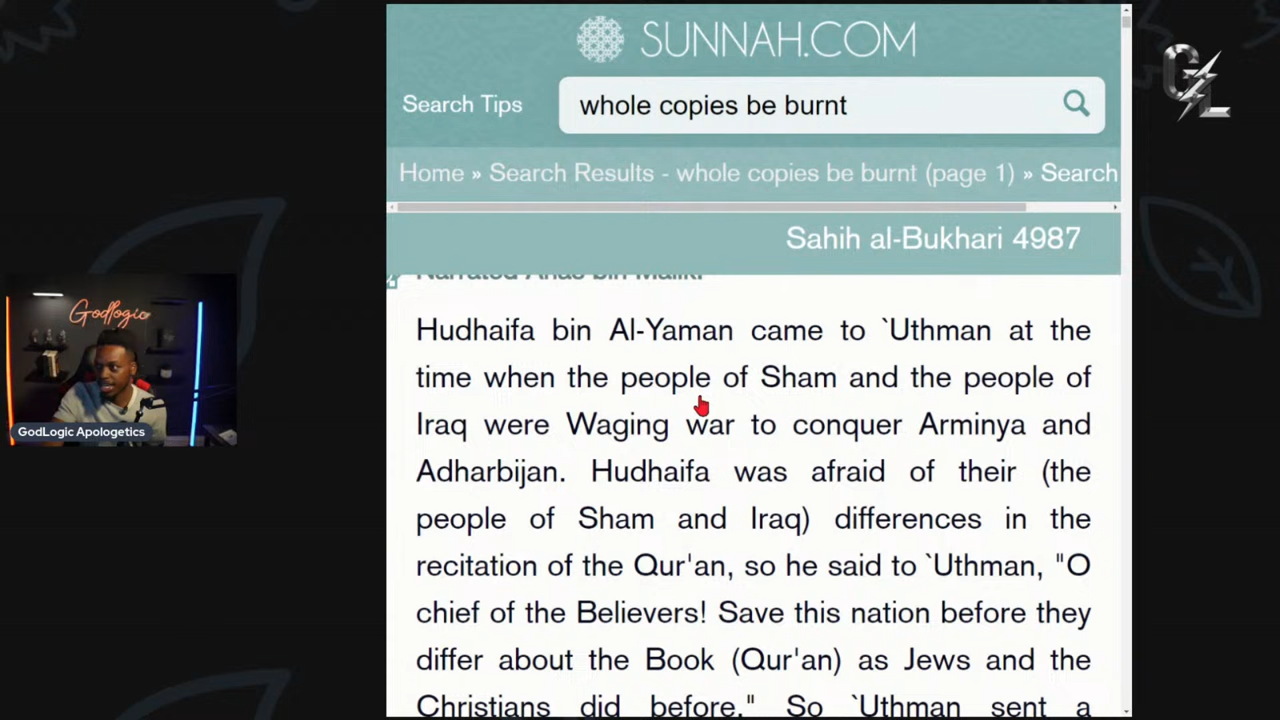 SUNNAH.COM
GL
Search Tips
whole copies be burnt
Home » Search Results - whole copies be burnt (page 1) » Search
Sahih al-Bukhari 4987
Narrated Anas bin Malik:
Hudhaifa bin Al-Yaman came to `Uthman at the
time when the people of Sham and the people of
Iraq were Waging war to conquer Arminya and
Adharbijan. Hudhaifa was afraid of their (the
people of Sham and Iraq) differences in the
recitation of the Qur'an, so he said to `Uthman, "O
chief of the Believers! Save this nation before they
differ about the Book (Qur'an) as Jews and the
Christians did before." So `Uthman sent a
Godlogic
GodLogic Apologetics